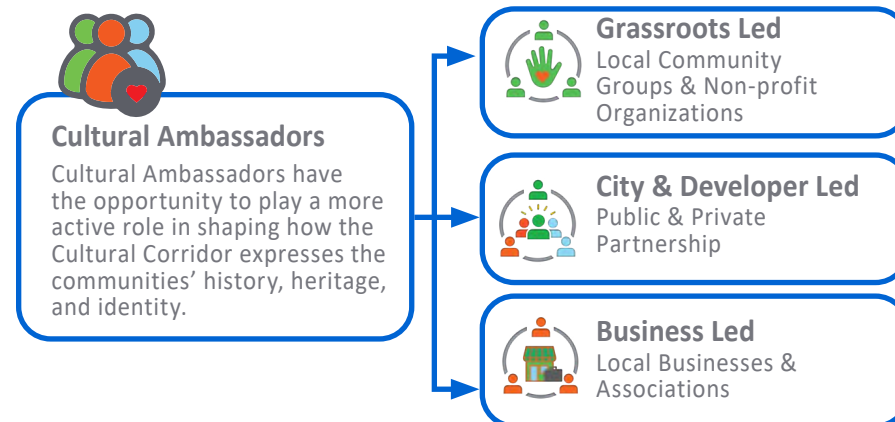 Cultural Ambassadors
Cultural Ambassadors have
the opportunity to play a more
active role in shaping how the
Cultural Corridor expresses the
communities’ history, heritage,
and identity.
Grassroots Led
Local Community
Groups & Non-profit
Organizations
City & Developer Led
Public & Private
Partnership
Business Led
Local Businesses &
Associations